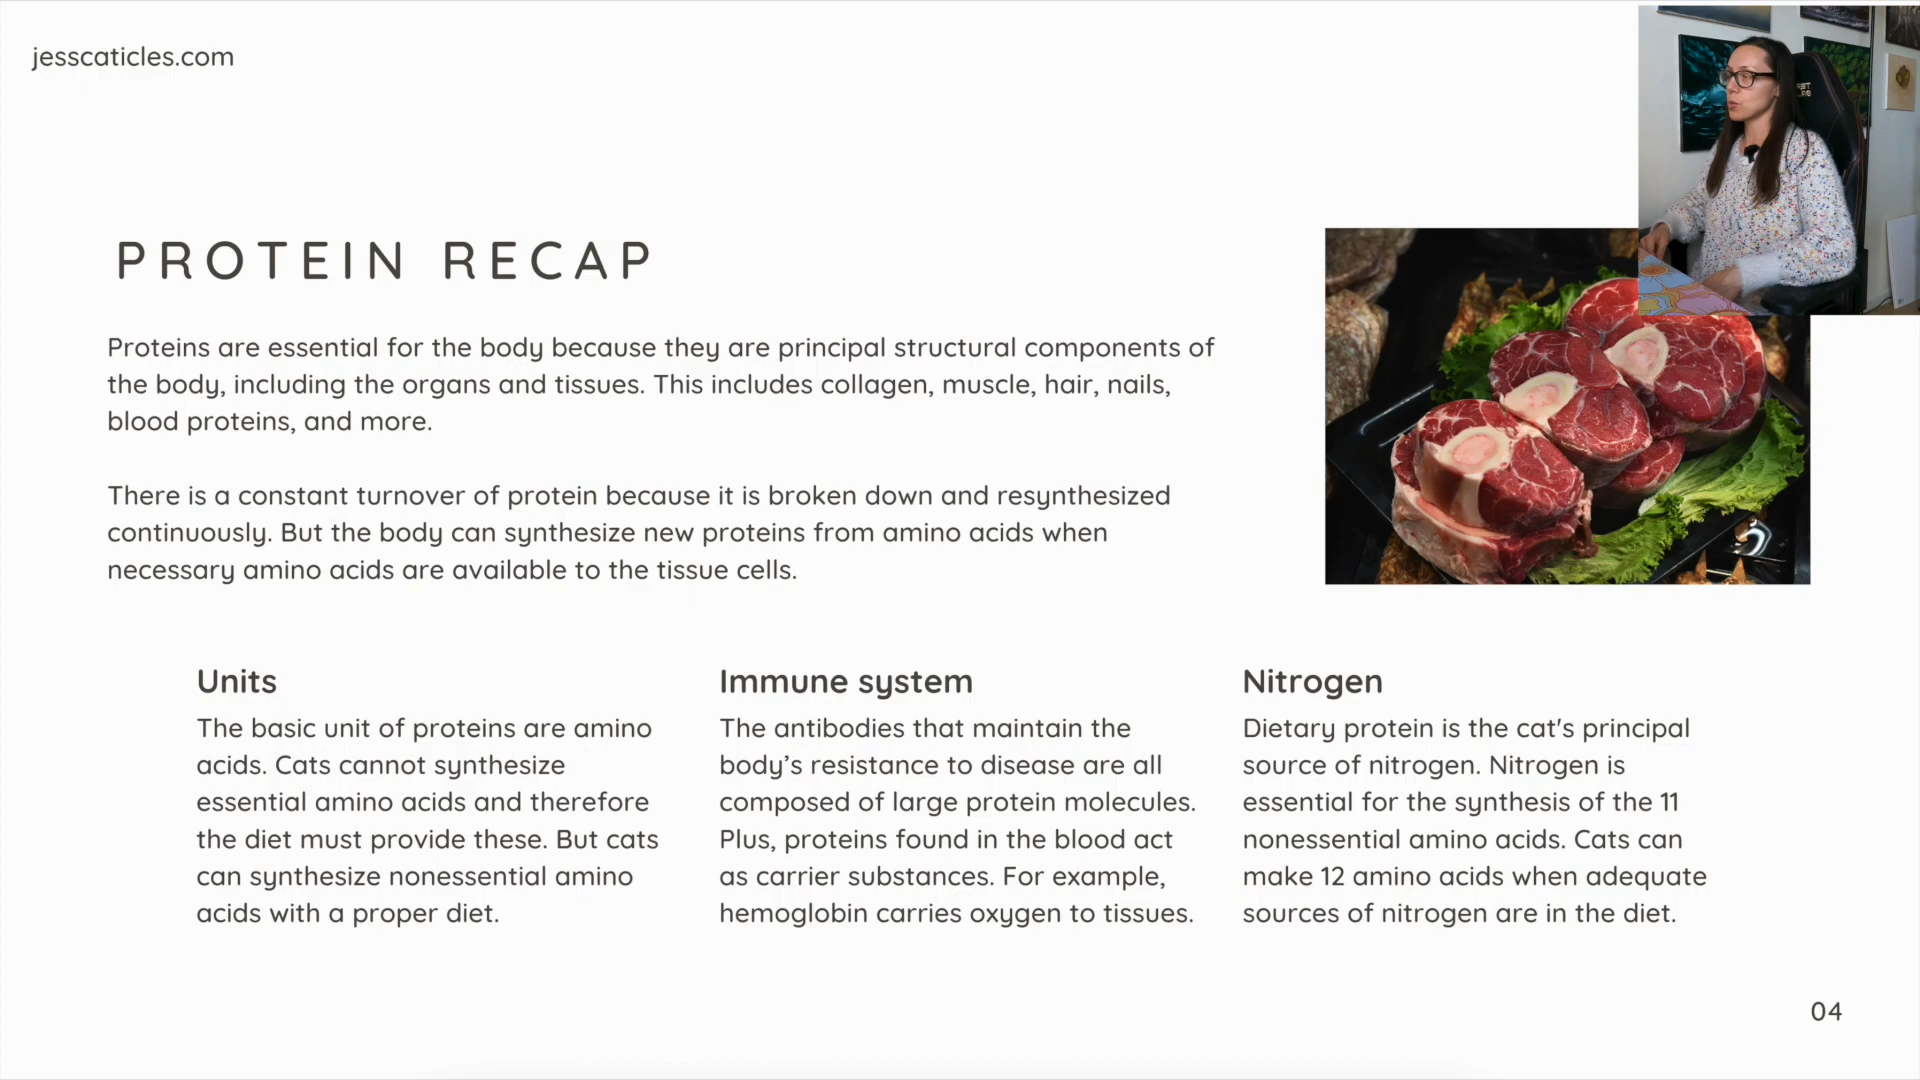 jesscaticles.com
PROTEIN RECAP
Proteins are essential for the body because they are principal structural components of
the body, including the organs and tissues. This includes collagen, muscle, hair, nails,
blood proteins, and more.
There is a constant turnover of protein because it is broken down and resynthesized
continuously. But the body can synthesize new proteins from amino acids when
necessary amino acids are available to the tissue cells.
Units
The basic unit of proteins are amino
acids. Cats cannot synthesize
essential amino acids and therefore
the diet must provide these. But cats
can synthesize nonessential amino
acids with a proper diet.
Immune system
The antibodies that maintain the
body’s resistance to disease are all
composed of large protein molecules.
Plus, proteins found in the blood act
as carrier substances. For example,
hemoglobin carries oxygen to tissues.
Nitrogen
Dietary protein is the cat's principal
source of nitrogen. Nitrogen is
essential for the synthesis of the 11
nonessential amino acids. Cats can
make 12 amino acids when adequate
sources of nitrogen are in the diet.
04